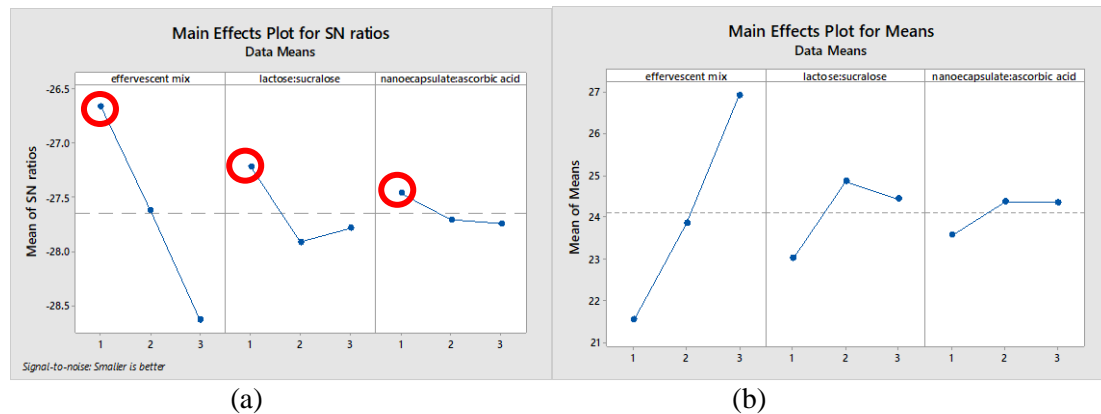 Main Effects Plot for SN ratios
Data Means
effervescent mix lactose:sucralose nanoecapsulate:ascorbic acid
-26.5
-27.0
-27.5
-28.0
-28.5
Mean of SN ratios
1 2 3 1 2 3 1 2 3
Signal-to-noise: Smaller is better
(a)
Main Effects Plot for Means
Data Means
effervescent mix lactose:sucralose nanoecapsulate:ascorbic acid
27
26
25
24
23
22
21
Mean of Means
1 2 3 1 2 3 1 2 3
(b)